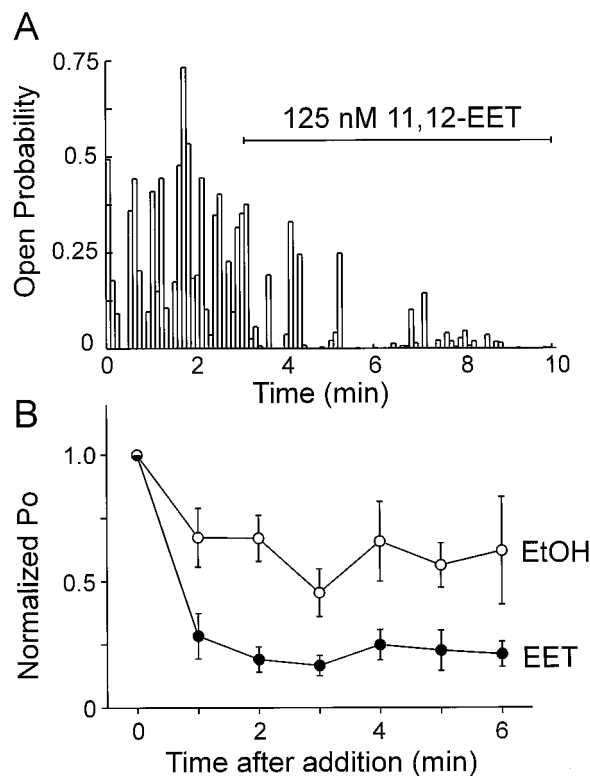 A
0.75
0.5
0.25
0
Open Probability
125 nM 11,12-EET
0 2 4 6 8 10
Time (min)
B
1.0
0.5
0
Normalized Po
EtOH
EET
0 2 4 6
Time after addition (min)